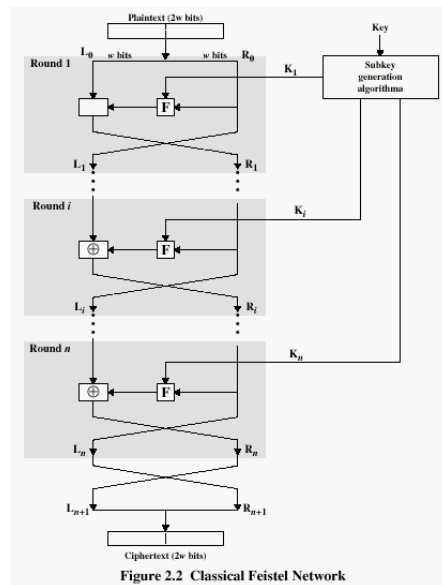 Plaintext (2w bits)
Key
L0 w bits w bits R0
Round 1
K1
Subkey
generation
algorithma
F
L1 R1
Round i
Ki
⊕ F
Li Ri
Round n
Kn
⊕ F
Ln Rn
Ln+1 Rn+1
Ciphertext (2w bits)
Figure 2.2 Classical Feistel Network